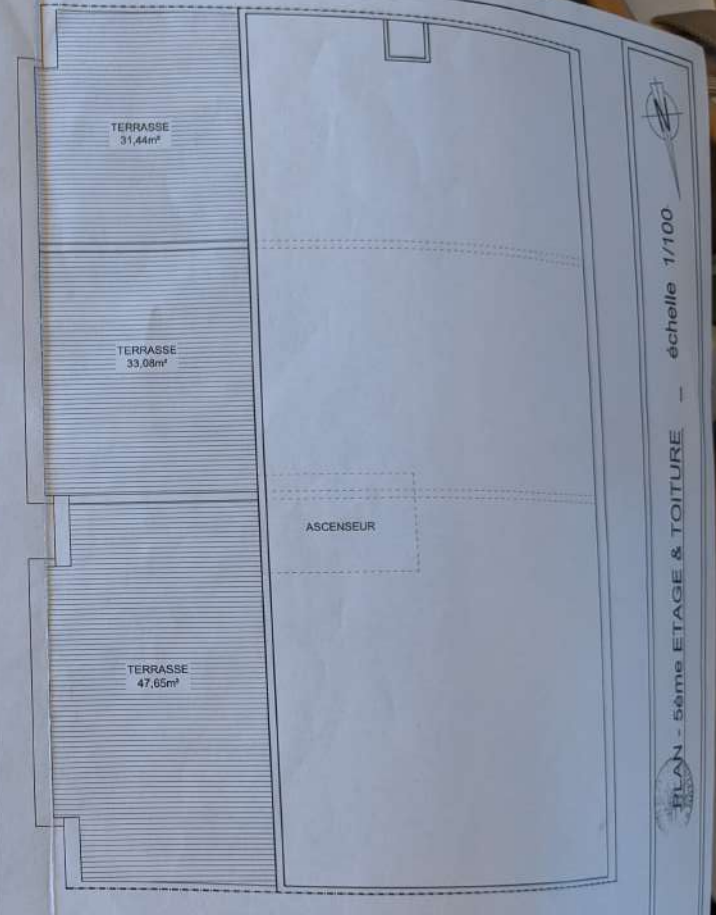 TERRASSE
31,44m²
TERRASSE
33,08m²
ASCENSEUR
TERRASSE
47,65m²
PLAN - 5ème ETAGE & TOITURE – échelle 1/100